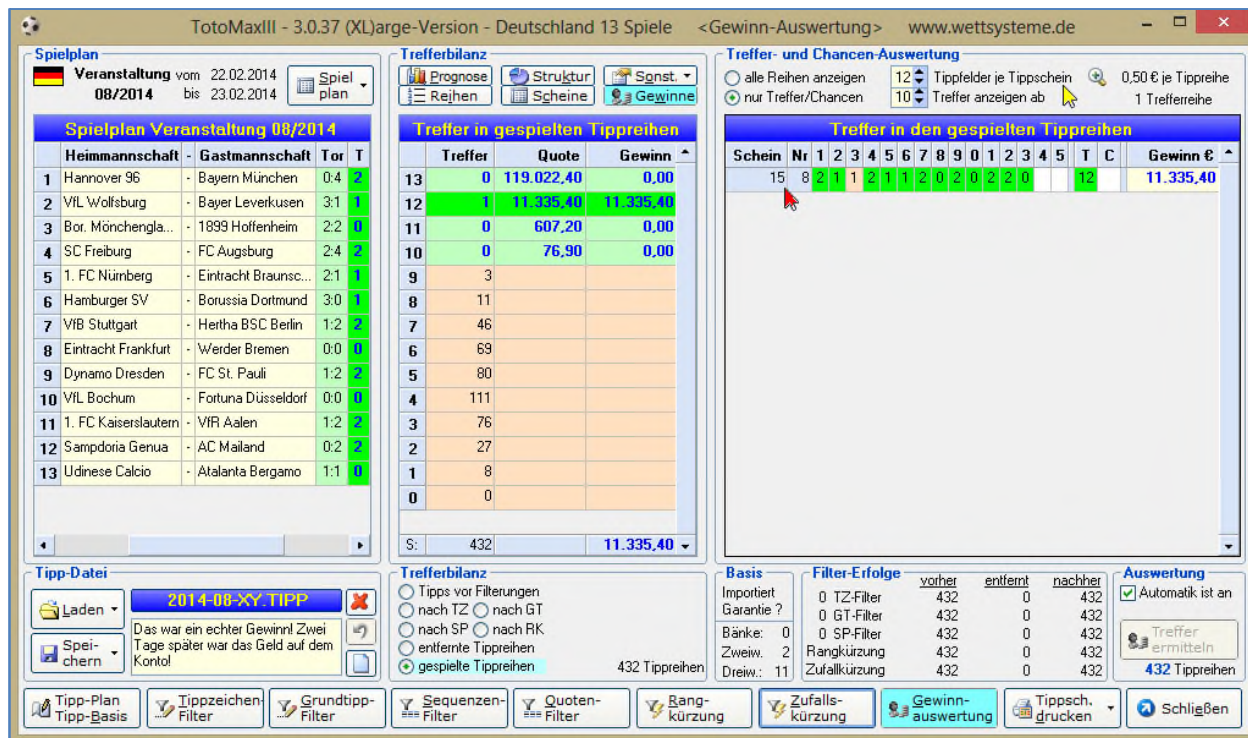 TotoMaxIII - 3.0.37 (XL)arge-Version - Deutschland 13 Spiele <Gewinn-Auswertung> www.wettsysteme.de
Spielplan
Veranstaltung vom 22.02.2014
08/2014 bis 23.02.2014
Spiel plan
Spielplan Veranstaltung 08/2014
Heimmannschaft - Gastmannschaft Tor T
1 Hannover 96 - Bayern München 0:4 2
2 VfL Wolfsburg - Bayer Leverkusen 3:1 1
3 Bor. Mönchengla... - 1899 Hoffenheim 2:2 0
4 SC Freiburg - FC Augsburg 2:4 2
5 1. FC Nürnberg - Eintracht Braunsc... 2:1 1
6 Hamburger SV - Borussia Dortmund 3:0 1
7 VfB Stuttgart - Hertha BSC Berlin 1:2 2
8 Eintracht Frankfurt - Werder Bremen 0:0 0
9 Dynamo Dresden - FC St. Pauli 1:2 2
10 VfL Bochum - Fortuna Düsseldorf 0:0 0
11 1. FC Kaiserslautern - VfR Aalen 1:2 2
12 Sampdoria Genua - AC Mailand 0:2 2
13 Udinese Calcio - Atalanta Bergamo 1:1 0
Trefferbilanz
Prognose Struktur Sonst.
Reihen Scheine Gewinne
Treffer in gespielten Tippreihen
Treffer Quote Gewinn
13 0 119.022,40 0,00
12 1 11.335,40 11.335,40
11 0 607,20 0,00
10 0 76,90 0,00
9 3
8 11
7 46
6 69
5 80
4 111
3 76
2 27
1 8
0 0
S: 432 11.335,40
Treffer- und Chancen-Auswertung
alle Reihen anzeigen 12 Tippfelder je Tippschein 0,50 € je Tippreihe
nur Treffer/Chancen 10 Treffer anzeigen ab 1 Trefferreihe
Treffer in den gespielten Tippreihen
Schein Nr 1 2 3 4 5 6 7 8 9 0 1 2 3 4 5 T C Gewinn €
15 8 2 1 1 2 1 1 2 0 2 0 2 2 0 12 11.335,40
Tipp-Datei
Laden
Spei-
chern
2014-08-XY.TIPP
Das war ein echter Gewinn! Zwei
Tage später war das Geld auf dem
Konto!
Trefferbilanz
Tipps vor Filterungen
nach TZ nach GT
nach SP nach RK
entfernte Tippreihen
gespielte Tippreihen 432 Tippreihen
Basis
Importiert
Garantie ?
Bänke: 0
Zweiw. 2
Dreiw.: 11
Filter-Erfolge vorher entfernt nachher
0 TZ-Filter 432 0 432
0 GT-Filter 432 0 432
0 SP-Filter 432 0 432
Rangkürzung 432 0 432
Zufallkürzung 432 0 432
Auswertung
Automatik ist an
Treffer
ermitteln
432 Tippreihen
Tipp-Plan
Tipp-Basis
Tippzeichen-
Filter
Grundtipp-
Filter
Sequenzen-
Filter
Quoten-
Filter
Rang-
kürzung
Zufalls-
kürzung
Gewinn-
auswertung
Tippsch.
drucken
Schließen